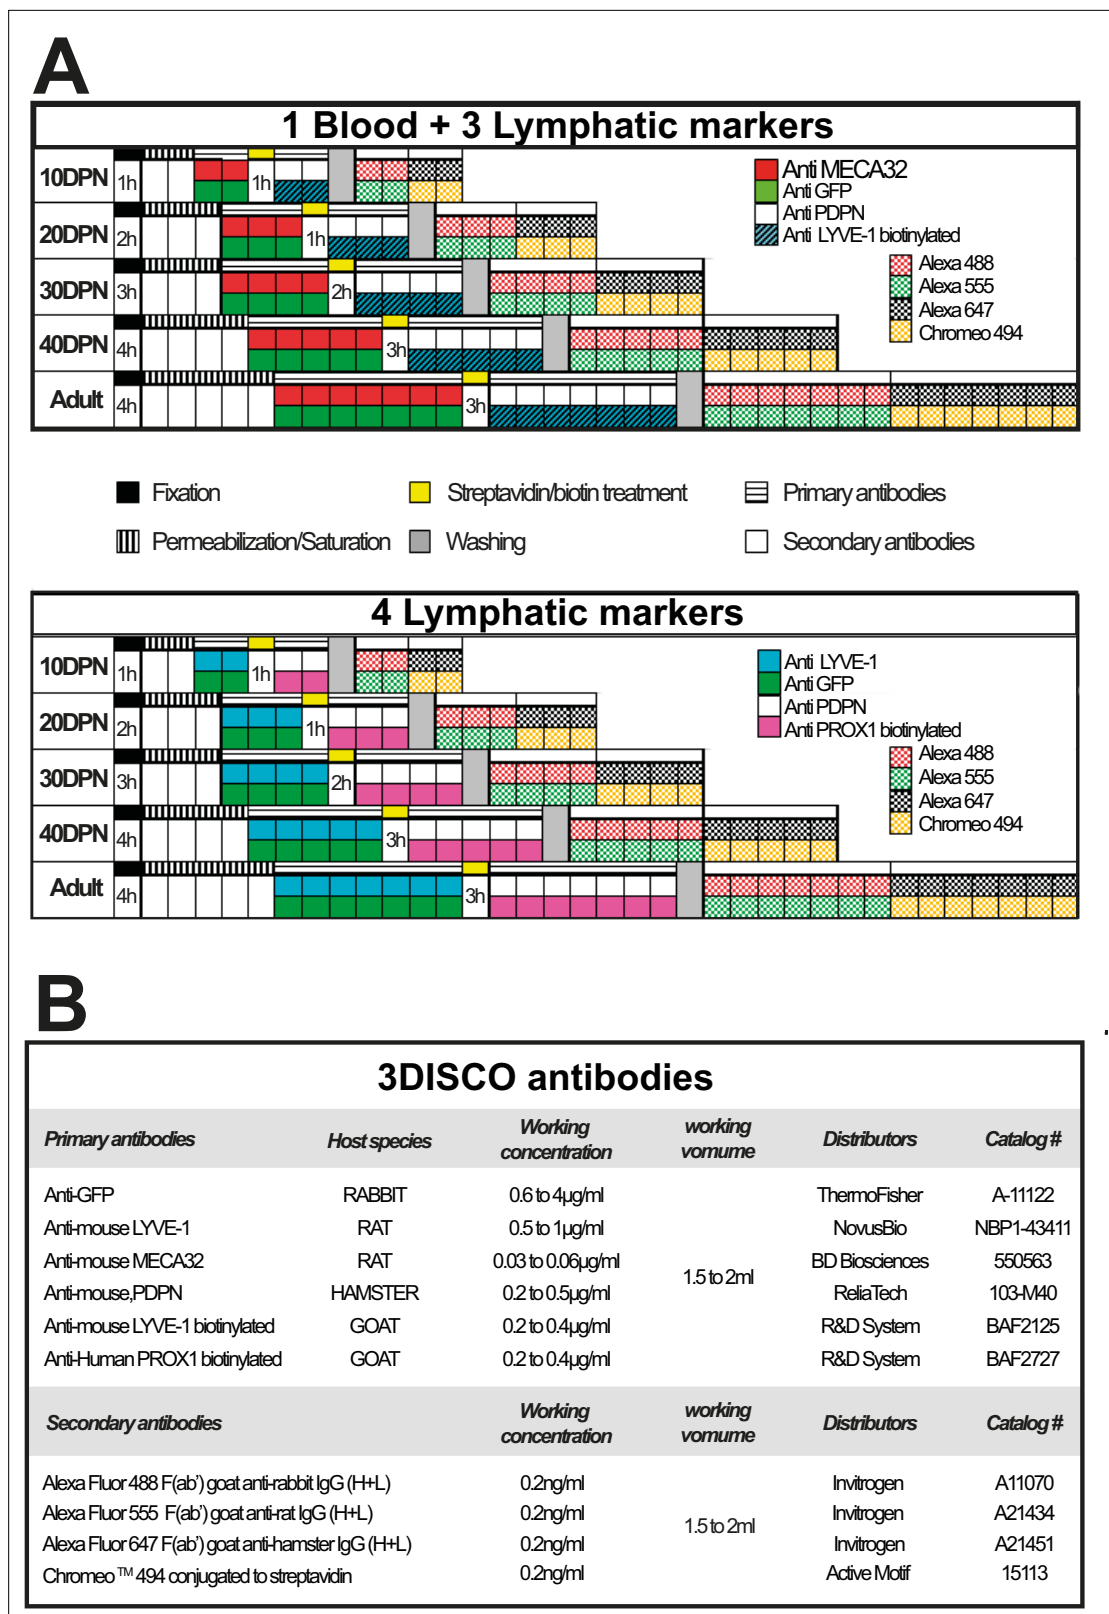 A
1 Blood + 3 Lymphatic markers
10DPN 1h 1h
20DPN 2h 1h
30DPN 3h 2h
40DPN 4h 3h
Adult 4h 3h
Anti MECA32
Anti GFP
Anti PDPN
Anti LYVE-1 biotinylated
Alexa 488
Alexa 555
Alexa 647
Chromeo 494
Fixation Streptavidin/biotin treatment Primary antibodies
Permeabilization/Saturation Washing Secondary antibodies
4 Lymphatic markers
10DPN 1h 1h
20DPN 2h 1h
30DPN 3h 2h
40DPN 4h 3h
Adult 4h 3h
Anti LYVE-1
Anti GFP
Anti PDPN
Anti PROX1 biotinylated
Alexa 488
Alexa 555
Alexa 647
Chromeo 494
B
3DISCO antibodies
Primary antibodies Host species Working concentration working vomume Distributors Catalog #
Anti-GFP RABBIT 0.6 to 4µg/ml ThermoFisher A-11122
Anti-mouse LYVE-1 RAT 0.5 to 1µg/ml NovusBio NBP1-43411
Anti-mouse MECA32 RAT 0.03 to 0.06µg/ml BD Biosciences 550563
1.5 to 2ml
Anti-mouse,PDPN HAMSTER 0.2 to 0.5µg/ml ReliaTech 103-M40
Anti-mouse LYVE-1 biotinylated GOAT 0.2 to 0.4µg/ml R&D System BAF2125
Anti-Human PROX1 biotinylated GOAT 0.2 to 0.4µg/ml R&D System BAF2727
Secondary antibodies Working concentration working vomume Distributors Catalog #
Alexa Fluor 488 F(ab') goat anti-rabbit IgG (H+L) 0.2ng/ml Invitrogen A11070
Alexa Fluor 555 F(ab') goat anti-rat IgG (H+L) 0.2ng/ml Invitrogen A21434
1.5 to 2ml
Alexa Fluor 647 F(ab') goat anti-hamster IgG (H+L) 0.2ng/ml Invitrogen A21451
Chromeo ™ 494 conjugated to streptavidin 0.2ng/ml Active Motif 15113